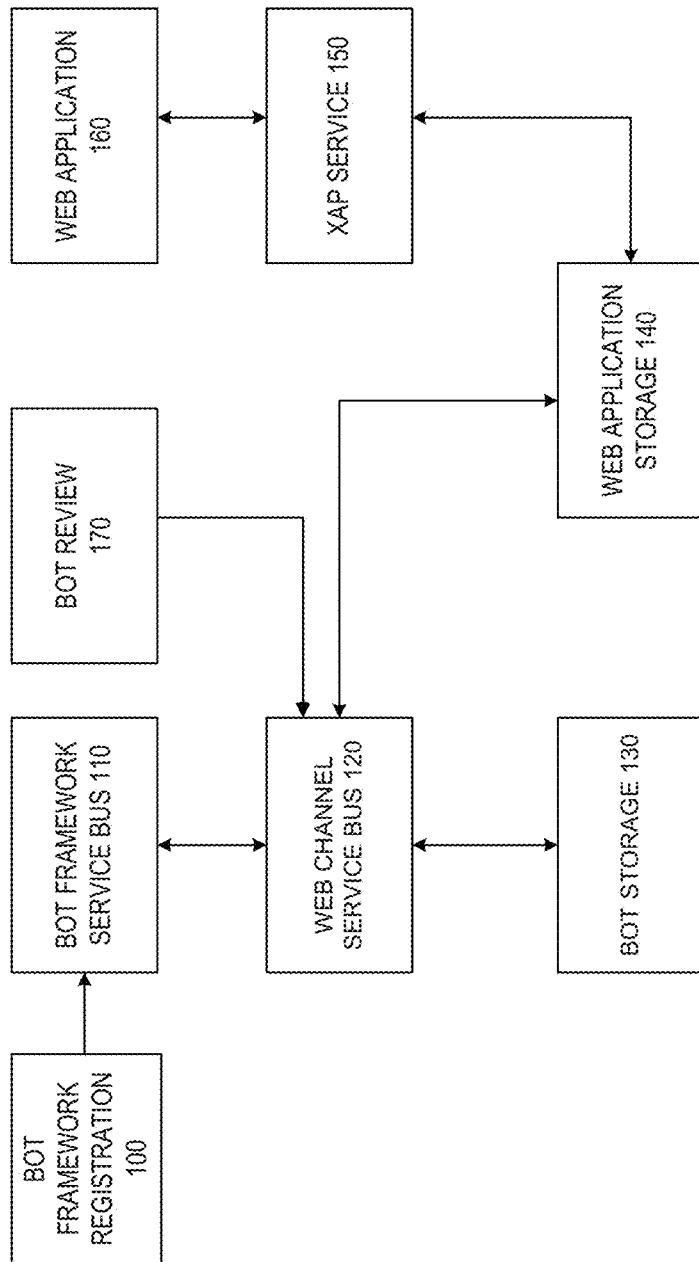 BOT
FRAMEWORK
REGISTRATION
100
BOT FRAMEWORK
SERVICE BUS 110
BOT REVIEW
170
WEB APPLICATION
160
WEB CHANNEL
SERVICE BUS 120
XAP SERVICE 150
BOT STORAGE 130
WEB APPLICATION
STORAGE 140